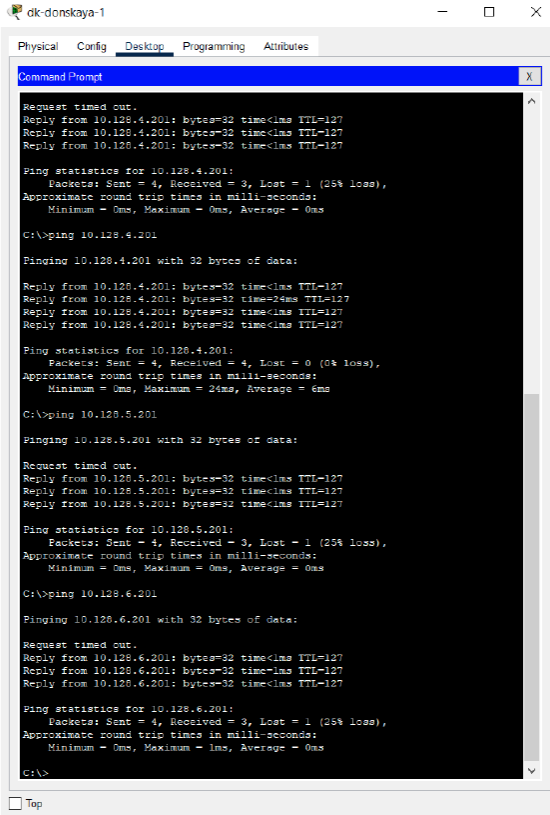 dk-donskaya-1
Physical Config Desktop Programming Attributes
Command Prompt X
Request timed out.
Reply from 10.128.4.201: bytes=32 time<1ms TTL=127
Reply from 10.128.4.201: bytes=32 time<1ms TTL=127
Reply from 10.128.4.201: bytes=32 time<1ms TTL=127
Ping statistics for 10.128.4.201:
Packets: Sent = 4, Received = 3, Lost = 1 (25% loss),
Approximate round trip times in milli-seconds:
Minimum = 0ms, Maximum = 0ms, Average = 0ms
C:\>ping 10.128.4.201
Pinging 10.128.4.201 with 32 bytes of data:
Reply from 10.128.4.201: bytes=32 time<1ms TTL=127
Reply from 10.128.4.201: bytes=32 time=24ms TTL=127
Reply from 10.128.4.201: bytes=32 time<1ms TTL=127
Reply from 10.128.4.201: bytes=32 time<1ms TTL=127
Ping statistics for 10.128.4.201:
Packets: Sent = 4, Received = 4, Lost = 0 (0% loss),
Approximate round trip times in milli-seconds:
Minimum = 0ms, Maximum = 24ms, Average = 6ms
C:\>ping 10.128.5.201
Pinging 10.128.5.201 with 32 bytes of data:
Request timed out.
Reply from 10.128.5.201: bytes=32 time<1ms TTL=127
Reply from 10.128.5.201: bytes=32 time<1ms TTL=127
Reply from 10.128.5.201: bytes=32 time<1ms TTL=127
Ping statistics for 10.128.5.201:
Packets: Sent = 4, Received = 3, Lost = 1 (25% loss),
Approximate round trip times in milli-seconds:
Minimum = 0ms, Maximum = 0ms, Average = 0ms
C:\>ping 10.128.6.201
Pinging 10.128.6.201 with 32 bytes of data:
Request timed out.
Reply from 10.128.6.201: bytes=32 time<1ms TTL=127
Reply from 10.128.6.201: bytes=32 time=1ms TTL=127
Reply from 10.128.6.201: bytes=32 time<1ms TTL=127
Ping statistics for 10.128.6.201:
Packets: Sent = 4, Received = 3, Lost = 1 (25% loss),
Approximate round trip times in milli-seconds:
Minimum = 0ms, Maximum = 1ms, Average = 0ms
C:\>
Top